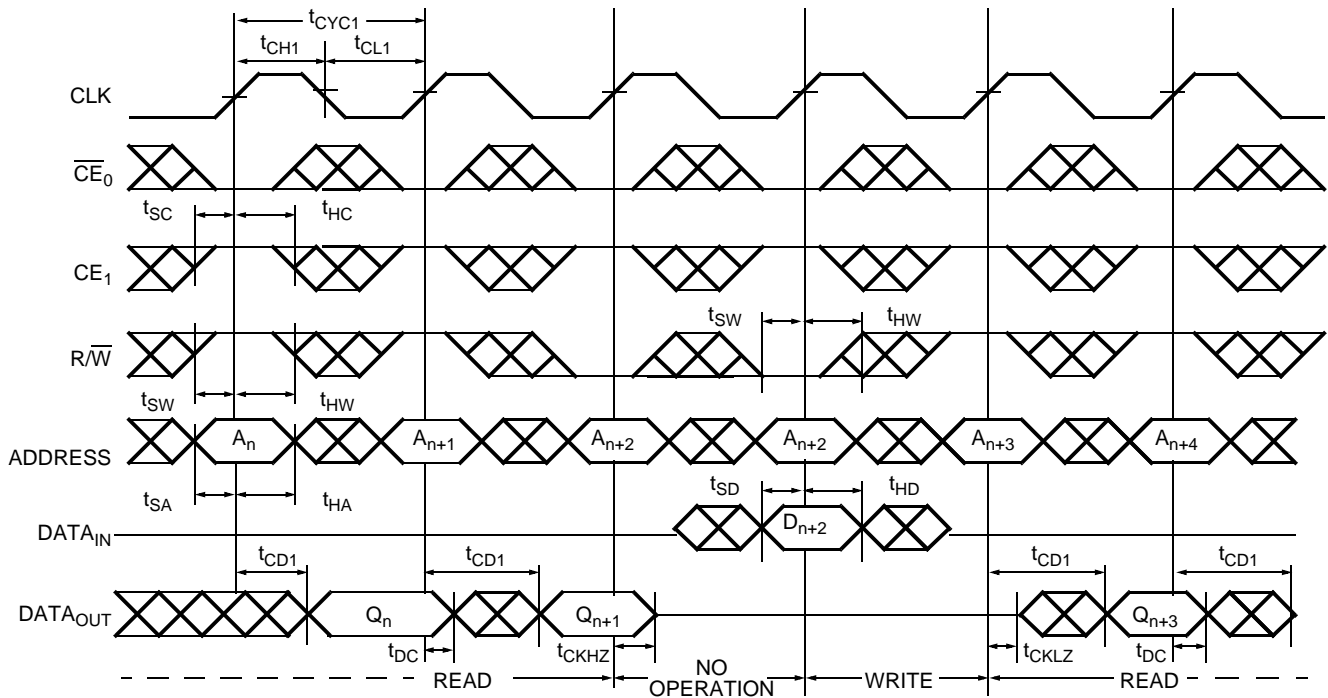 tCYC1
tCH1 tCL1
CLK
CE0
tSC tHC
CE1
tSW tHW
R/W
tSW tHW
ADDRESS An An+1 An+2 An+2 An+3 An+4
tSA tHA tSD tHD
DATAIN Dn+2
tCD1 tCD1 tCD1 tCD1
DATAOUT Qn Qn+1 Qn+3
tDC tCKHZ tCKLZ tDC
READ NO OPERATION WRITE READ